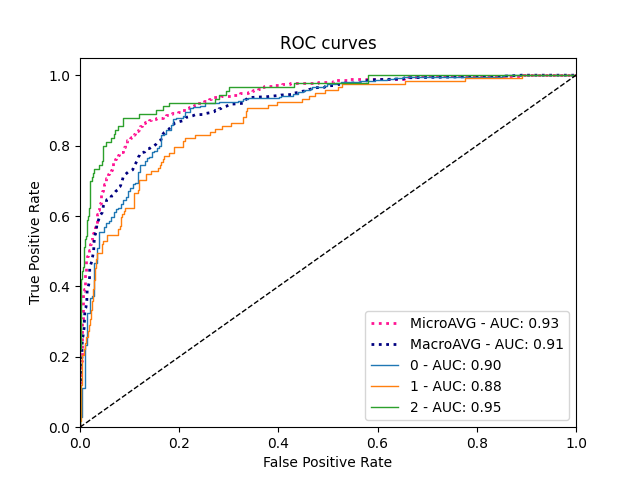 ROC curves
1.0
0.8
0.6
0.4
0.2
0.0
True Positive Rate
MicroAVG - AUC: 0.93
MacroAVG - AUC: 0.91
0 - AUC: 0.90
1 - AUC: 0.88
2 - AUC: 0.95
0.0 0.2 0.4 0.6 0.8 1.0
False Positive Rate